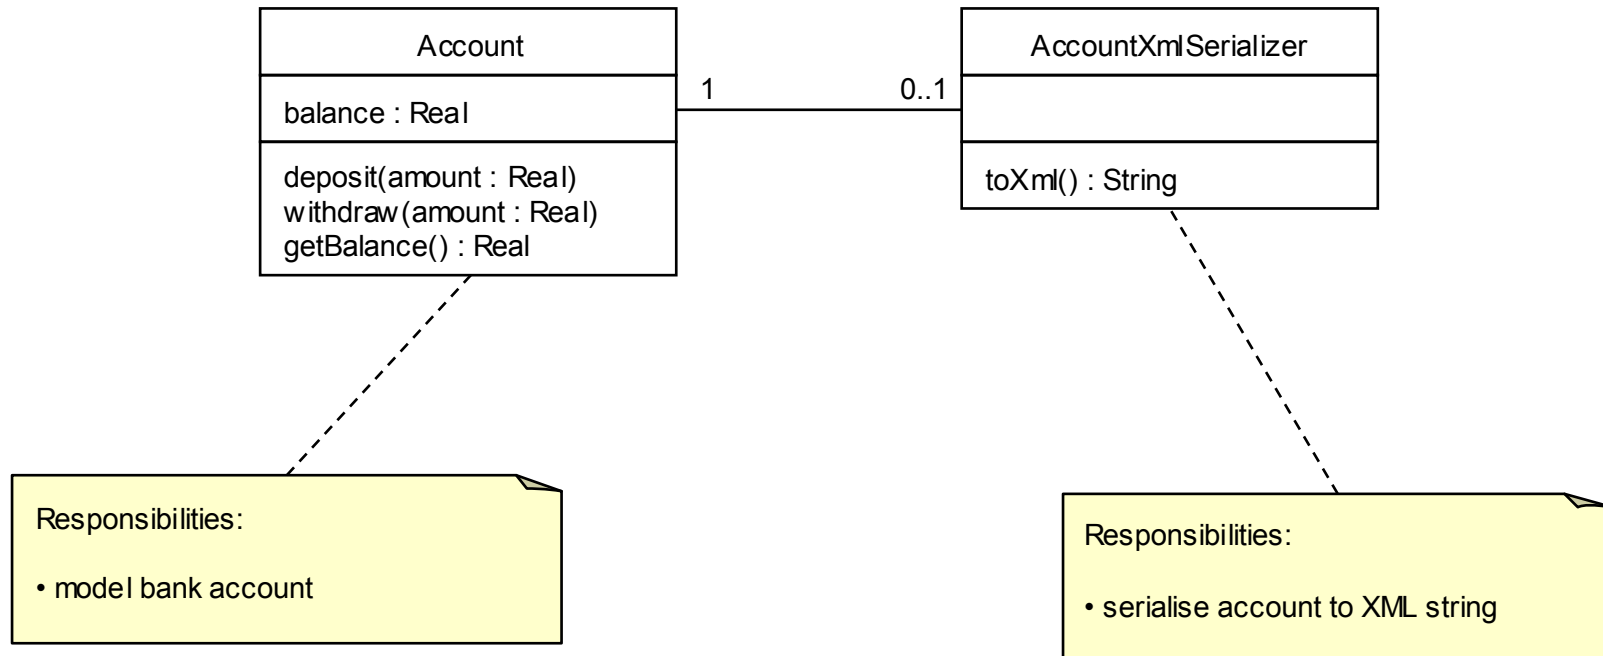 Account
balance : Real
deposit(amount : Real)
withdraw(amount : Real)
getBalance() : Real
1
0..1
AccountXmlSerializer
toXml() : String
Responsibilities:
• model bank account
Responsibilities:
• serialise account to XML string